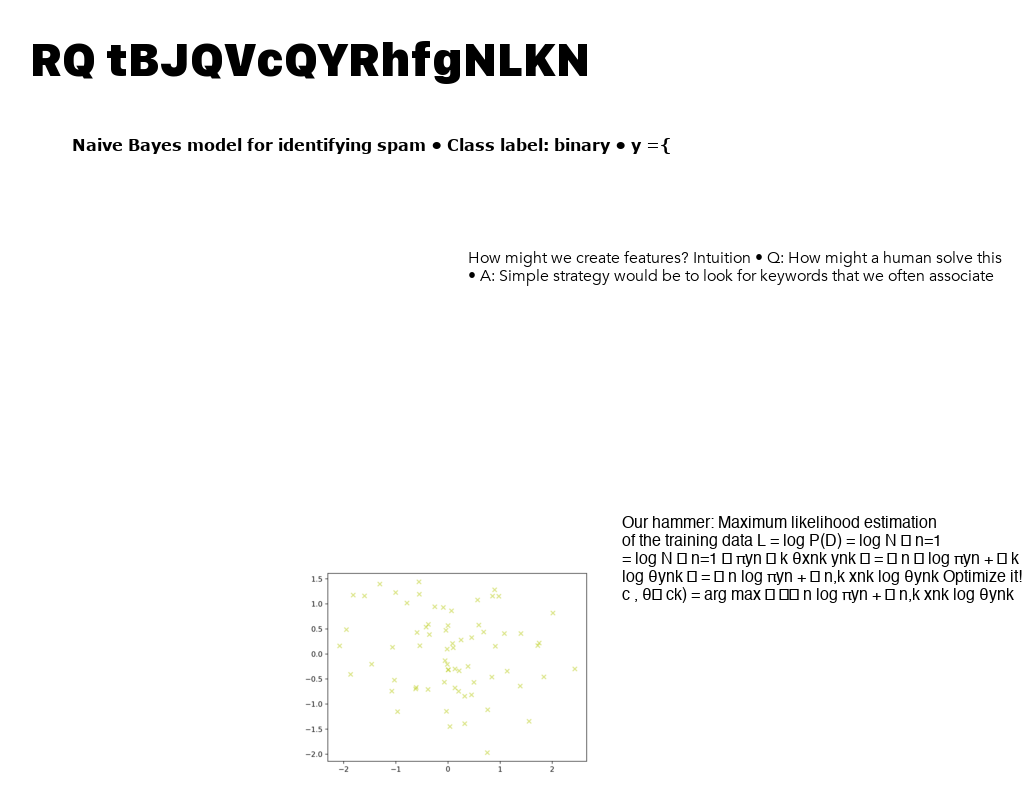 RQ tBJQVcQYRhfgNLKN
Naive Bayes model for identifying spam • Class label: binary • y ={
How might we create features? Intuition • Q: How might a human solve this
• A: Simple strategy would be to look for keywords that we often associate
Our hammer: Maximum likelihood estimation
of the training data L = log P(D) = log N □ n=1
= log N □ n=1 □ πyn □ k θxnk ynk □ = □ n □ log πyn + □ k
log θynk □ = □ n log πyn + □ n,k xnk log θynk Optimize it!
c , θ□ ck) = arg max □ □□ n log πyn + □ n,k xnk log θynk
1.5
1.0
0.5
0.0
−0.5
−1.0
−1.5
−2.0
−2 −1 0 1 2